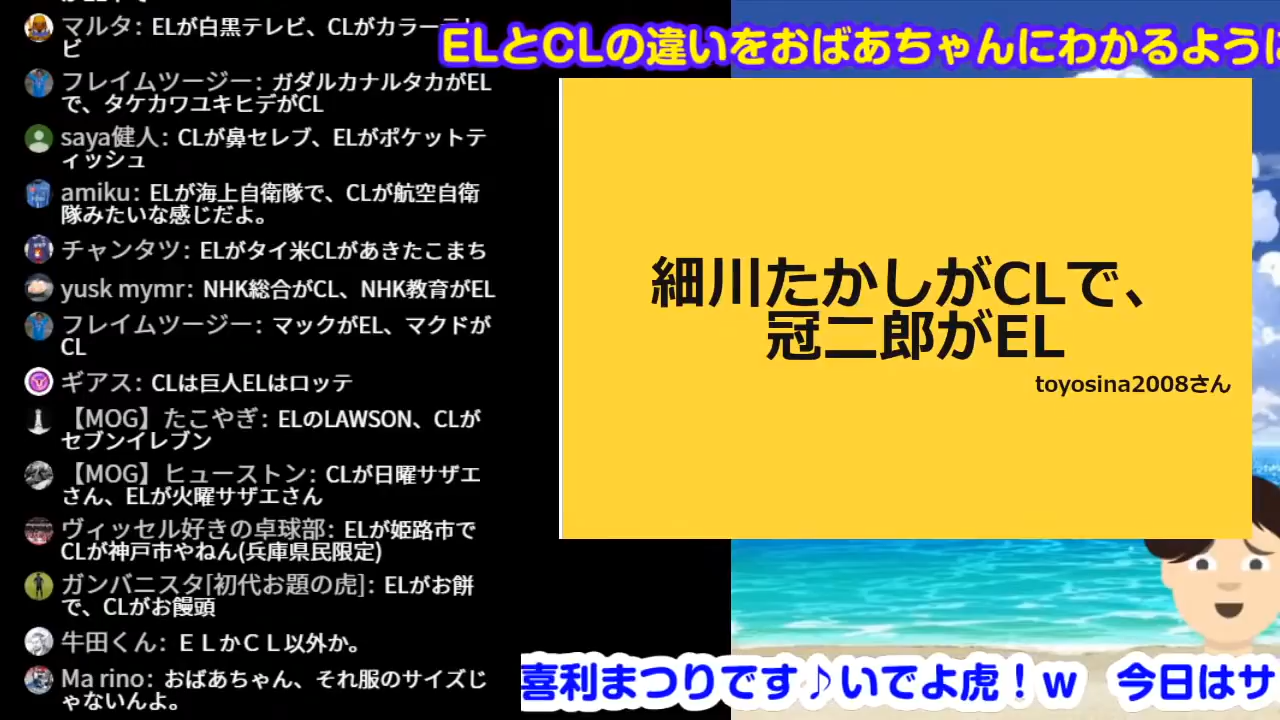 マルタ: ELが白黒テレビ、CLがカラーテレ
ビ
フレイムツージー: ガダルカナルタカがEL
で、タケカワユキヒデがCL
saya健人: CLが鼻セレブ、ELがポケットテ
ィッシュ
amiku: ELが海上自衛隊で、CLが航空自衛
隊みたいな感じだよ。
チャンタツ: ELがタイ米CLがあきたこまち
yusk mymr: NHK総合がCL、NHK教育がEL
フレイムツージー: マックがEL、マクドが
CL
ギアス: CLは巨人ELはロッテ
【MOG】たこやぎ: ELのLAWSON、CLが
セブンイレブン
【MOG】ヒューストン: CLが日曜サザエ
さん、ELが火曜サザエさん
ヴィッセル好きの卓球部: ELが姫路市で
CLが神戸市やねん(兵庫県民限定)
ガンバニスタ[初代お題の虎]: ELがお餅
で、CLがお饅頭
牛田くん: ＥＬかＣＬ以外か。
Ma rino: おばあちゃん、それ服のサイズじ
ゃないんよ。
ELとCLの違いをおばあちゃんにわかるように
細川たかしがCLで、
冠二郎がEL
toyosina2008さん
喜利まつりです♪いでよ虎！ｗ　今日はサ